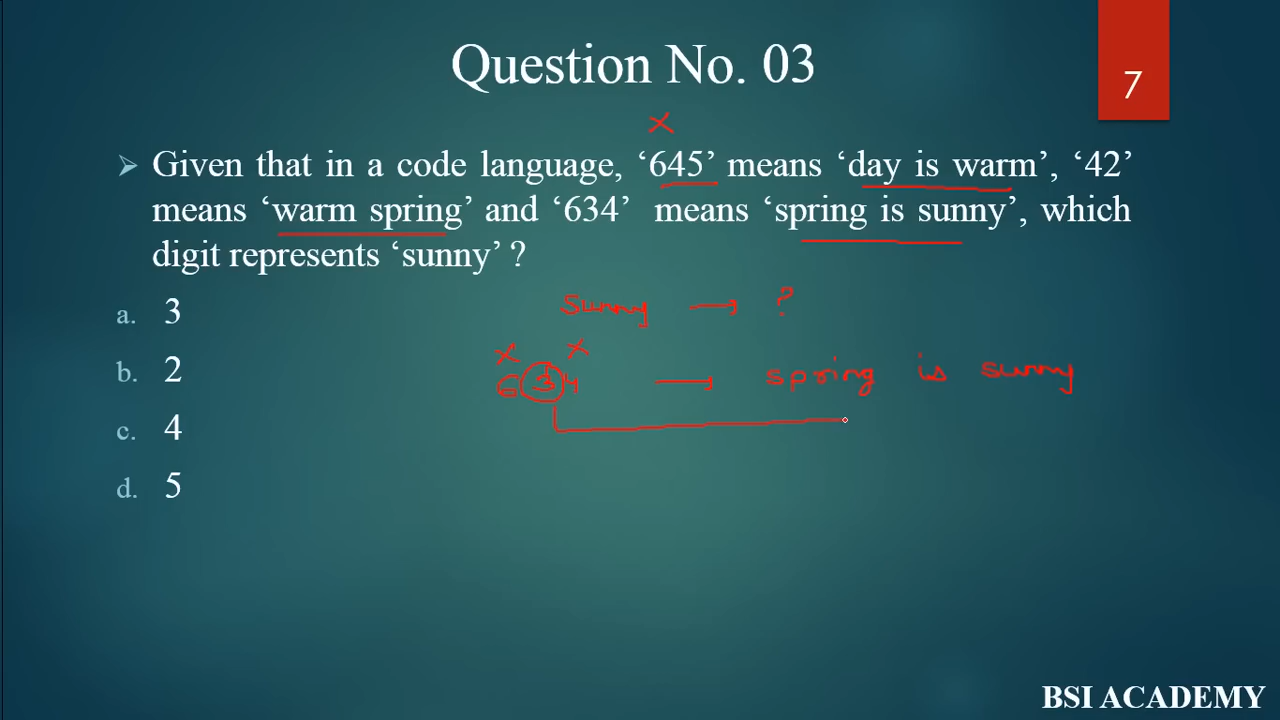 Question No. 03
7
x
➢ Given that in a code language, ‘645’ means ‘day is warm’, ‘42’
means ‘warm spring’ and ‘634’ means ‘spring is sunny’, which
digit represents ‘sunny’ ?
a. 3
sunny → ?
x x
b. 2
634 → spring is sunny
c. 4
d. 5
BSI ACADEMY